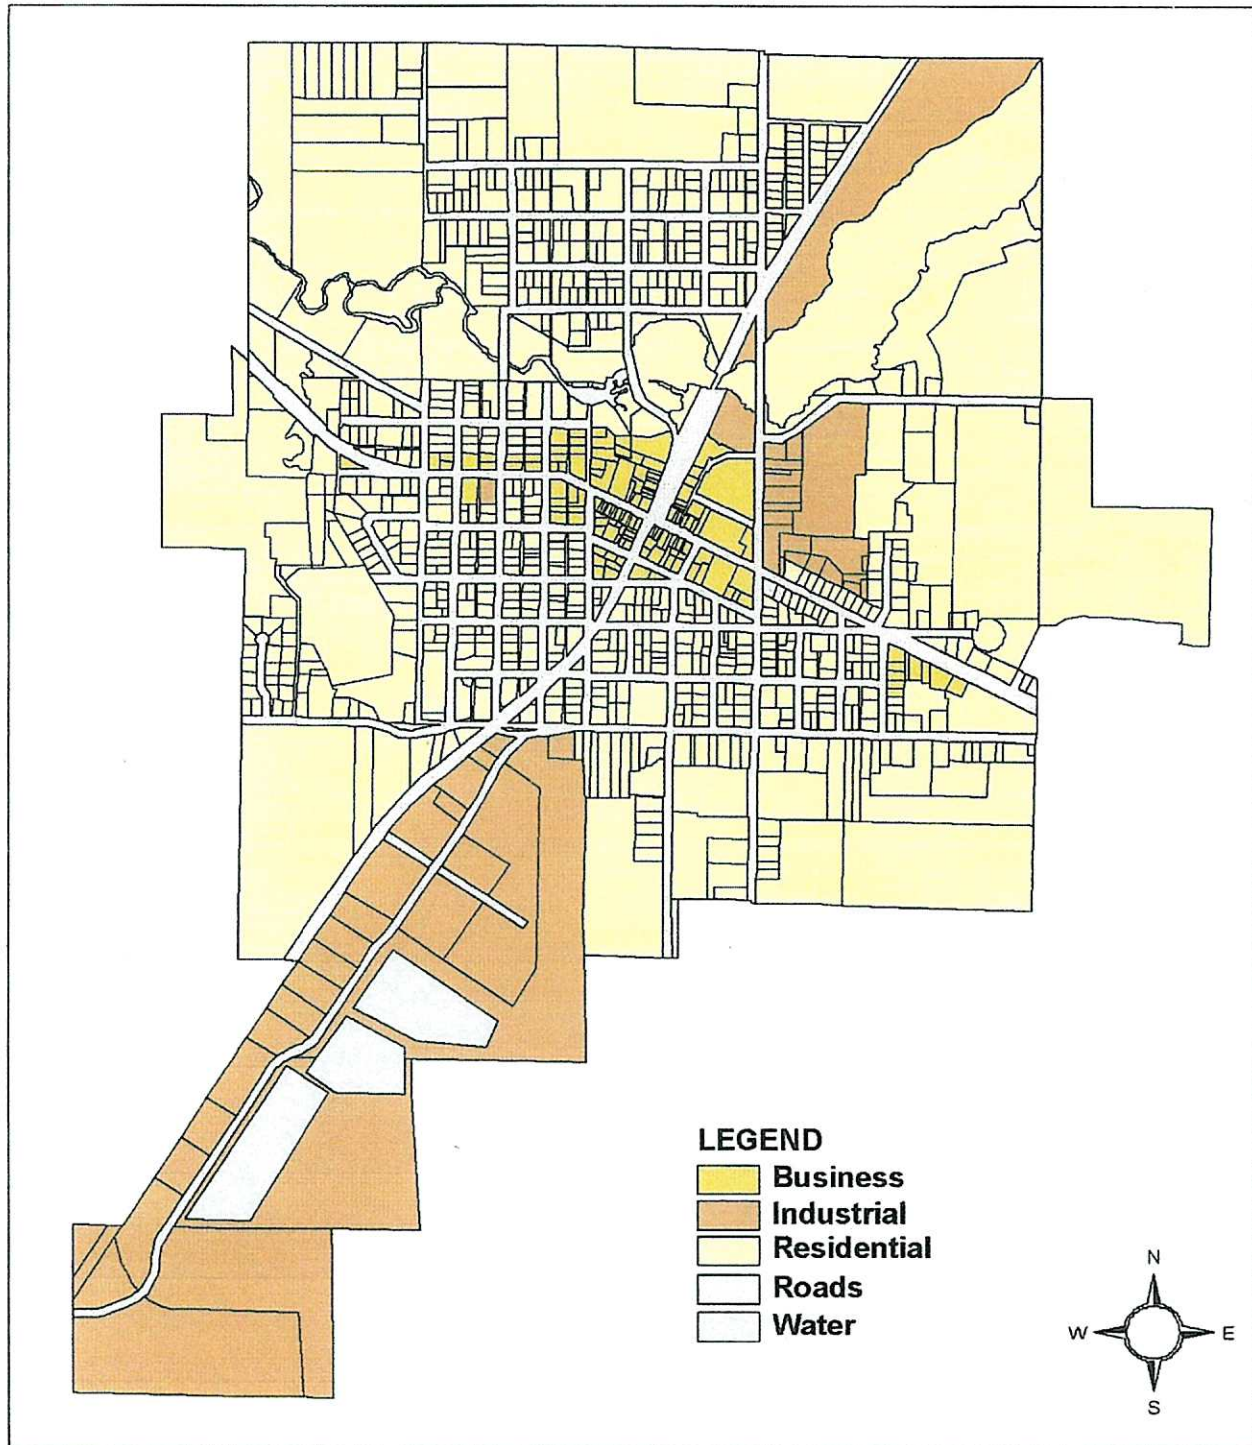 LEGEND
Business
Industrial
Residential
Roads
Water
N
W E
S